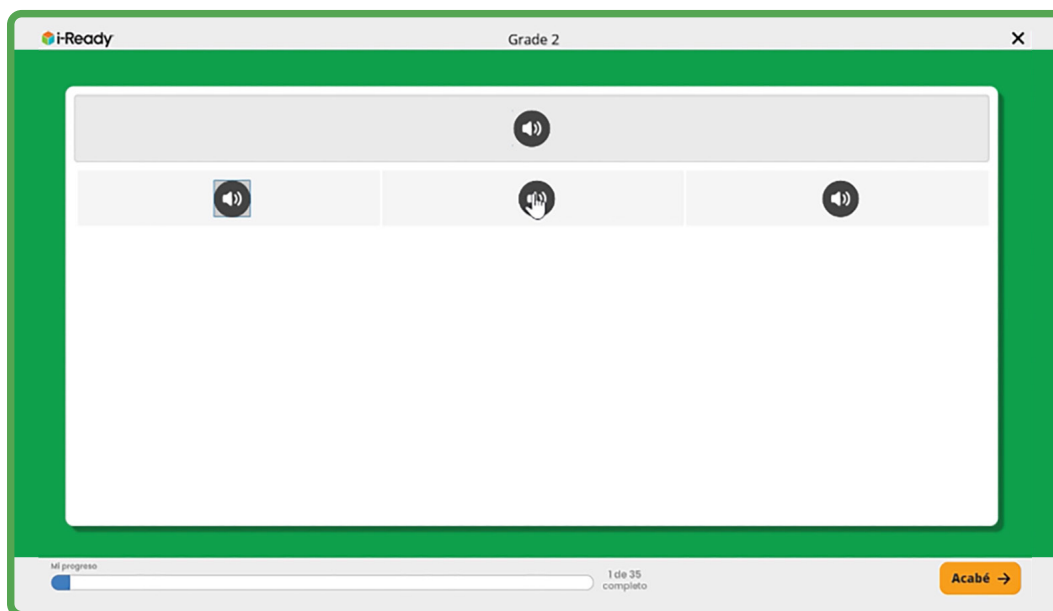 i-Ready
Grade 2
Mi progreso
1 de 35
completo
Acabé →